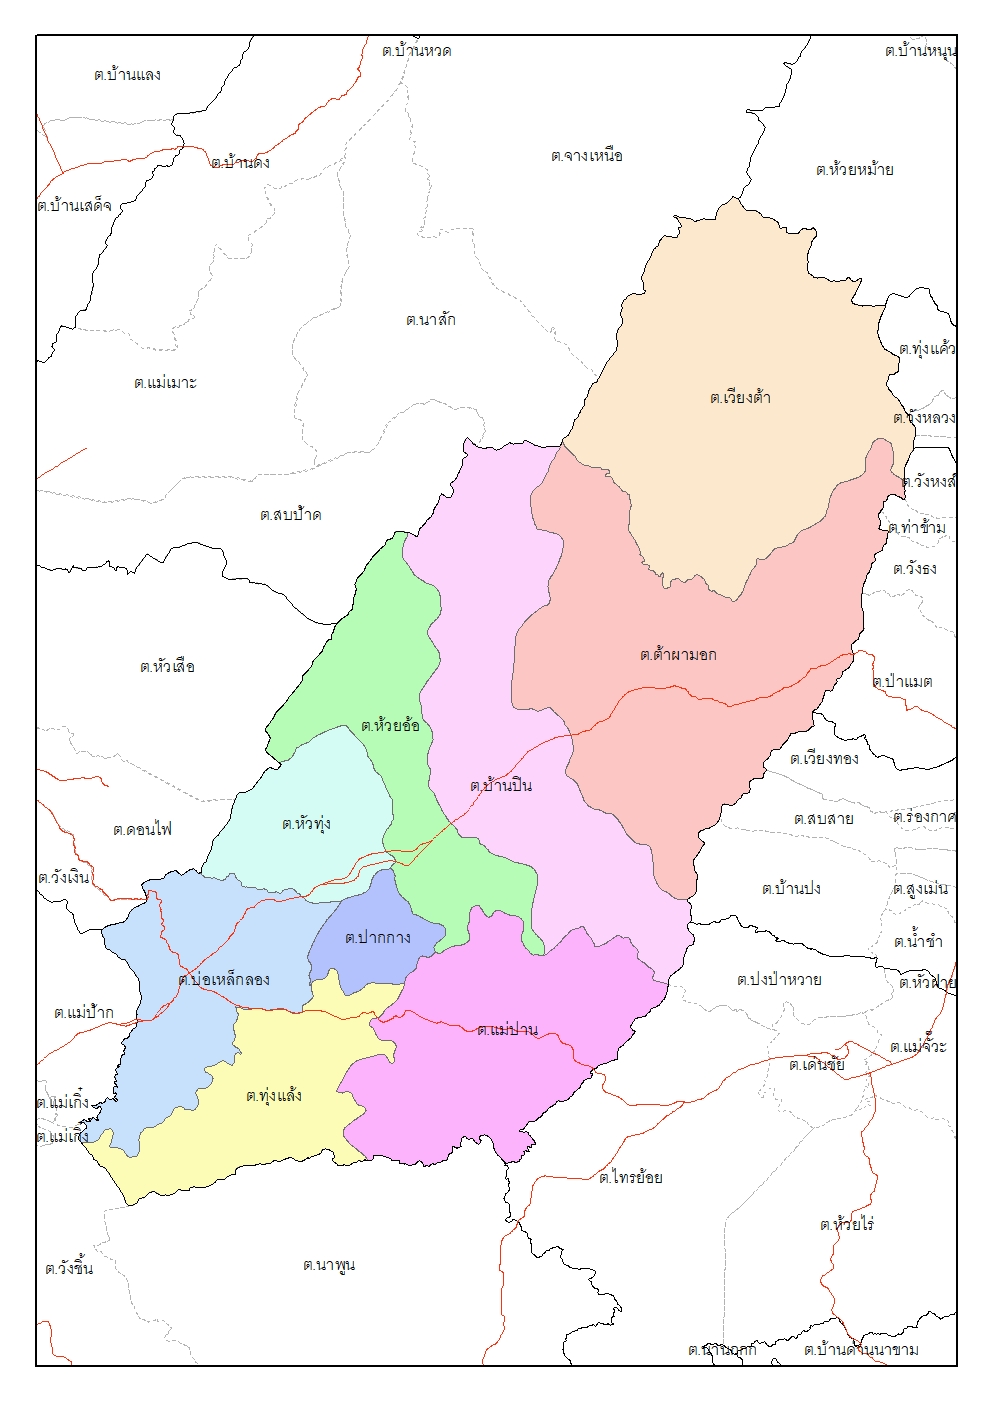 ต.บ้านหวด
ต.บ้านหนุน
ต.บ้านแลง
ต.จางเหนือ
ต.บ้านดง
ต.ห้วยหม้าย
ต.บ้านเสด็จ
ต.นาสัก
ต.ทุ่งแค้ว
ต.แม่เมาะ
ต.เวียงต้า
ต.วังหลวง
ต.วังหงส์
ต.สบป้าด
ต.ท่าข้าม
ต.วังธง
ต.ต้าผามอก
ต.หัวเสือ
ต.ป่าแมต
ต.ห้วยอ้อ
ต.เวียงทอง
ต.บ้านปิน
ต.สบสาย
ต.ร่องกาศ
ต.หัวทุ่ง
ต.ดอนไฟ
ต.วังเงิน
ต.บ้านปง
ต.สูงเม่น
ต.ปากกาง
ต.น้ำชำ
ต.บ่อเหล็กลอง
ต.ปงป่าหวาย
ต.หัวฝาย
ต.แม่ป้าก
ต.แม่ปาน
ต.แม่จั๊วะ
ต.เด่นชัย
ต.ทุ่งแล้ง
ต.แม่เกิ๋ง
ต.แม่เกิ๋ง
ต.ไทรย้อย
ต.ห้วยไร่
ต.วังชิ้น
ต.นาพูน
ต.บ้านด่านนาขาม